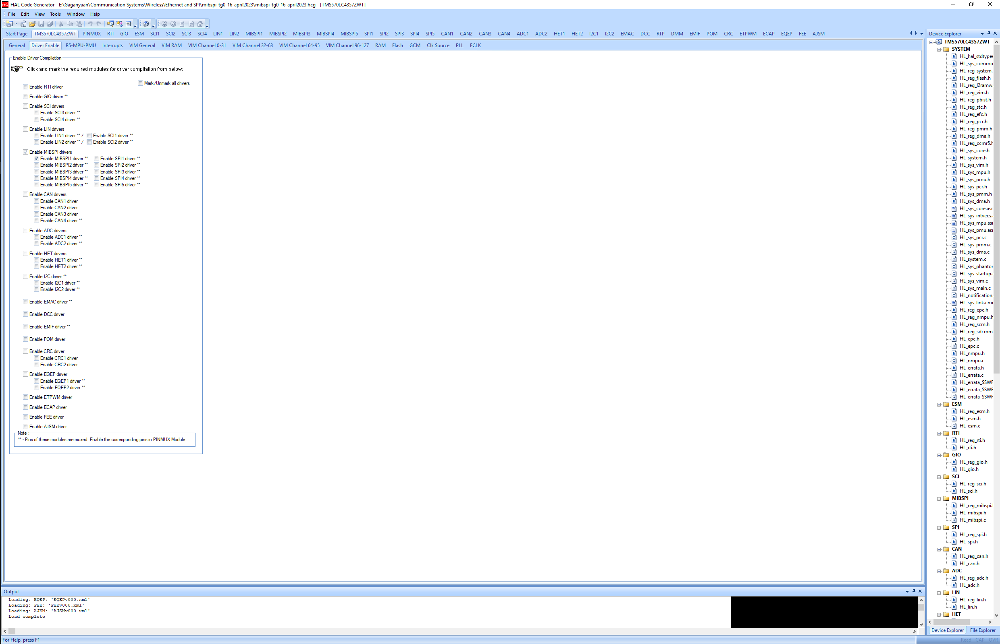 HAL Code Generator - E:\Gaganyaan\Communication Systems\Wireless\Ethernet and SPI\mibspi_tg0_16_april2023\mibspi_tg0_16_april2023.hcg - [TMS570LC4357ZWT]
File Edit View Tools Window Help
Start Page TMS570LC4357ZWT PINMUX RTI GIO ESM SCI1 SCI2 SCI3 SCI4 LIN1 LIN2 MIBSPI1 MIBSPI2 MIBSPI3 MIBSPI4 MIBSPI5 SPI1 SPI2 SPI3 SPI4 SPI5 CAN1 CAN2 CAN3 CAN4 ADC1 ADC2 HET1 HET2 I2C1 I2C2 EMAC DCC RTP DMM EMIF POM CRC ETPWM ECAP EQEP FEE AJSM
General Driver Enable R5-MPU-PMU Interrupts VIM General VIM RAM VIM Channel 0-31 VIM Channel 32-63 VIM Channel 64-95 VIM Channel 96-127 RAM Flash GCM Clk Source PLL ECLK
Enable Driver Compilation
Click and mark the required modules for driver compilation from below:
Mark/Unmark all drivers
Enable RTI driver
Enable GIO driver **
Enable SCI drivers
Enable SCI3 driver **
Enable SCI4 driver **
Enable LIN drivers
Enable LIN1 driver ** / Enable SCI1 driver **
Enable LIN2 driver ** / Enable SCI2 driver **
Enable MIBSPI drivers
Enable MIBSPI1 driver ** Enable SPI1 driver **
Enable MIBSPI2 driver ** Enable SPI2 driver **
Enable MIBSPI3 driver ** Enable SPI3 driver **
Enable MIBSPI4 driver ** Enable SPI4 driver **
Enable MIBSPI5 driver ** Enable SPI5 driver **
Enable CAN drivers
Enable CAN1 driver
Enable CAN2 driver
Enable CAN3 driver
Enable CAN4 driver **
Enable ADC drivers
Enable ADC1 driver **
Enable ADC2 driver **
Enable HET drivers
Enable HET1 driver **
Enable HET2 driver **
Enable I2C driver **
Enable I2C1 driver **
Enable I2C2 driver **
Enable EMAC driver **
Enable DCC driver
Enable EMIF driver **
Enable POM driver
Enable CRC driver
Enable CRC1 driver
Enable CRC2 driver
Enable EQEP driver
Enable EQEP1 driver **
Enable EQEP2 driver **
Enable ETPWM driver
Enable ECAP driver
Enable FEE driver
Enable AJSM driver
Note :
** - Pins of these modules are muxed. Enable the corresponding pins in PINMUX Module.
Output
Loading: EQEP: 'EQEPv000.xml'
Loading: FEE: 'FEEv000.xml'
Loading: AJSM: 'AJSMv000.xml'
Load complete
For Help, press F1
Device Explorer
TMS570LC4357ZWT
SYSTEM
HL_hal_stdtypes
HL_sys_commo
HL_reg_system.
HL_reg_flash.h
HL_reg_l2ramw.
HL_reg_vim.h
HL_reg_pbist.h
HL_reg_stc.h
HL_reg_efc.h
HL_reg_pcr.h
HL_reg_pmm.h
HL_reg_dma.h
HL_reg_ccmr5.h
HL_sys_core.h
HL_system.h
HL_sys_vim.h
HL_sys_mpu.h
HL_sys_pmu.h
HL_sys_pcr.h
HL_sys_pmm.h
HL_sys_dma.h
HL_sys_core.asm
HL_sys_intvecs.a
HL_sys_mpu.asm
HL_sys_pmu.asm
HL_sys_pcr.c
HL_sys_pmm.c
HL_sys_dma.c
HL_system.c
HL_sys_phantom
HL_sys_startup.c
HL_sys_vim.c
HL_sys_main.c
HL_notification.
HL_sys_link.cmd
HL_reg_epc.h
HL_reg_nmpu.h
HL_reg_scm.h
HL_reg_sdcmm
HL_epc.h
HL_epc.c
HL_nmpu.h
HL_nmpu.c
HL_errata.h
HL_errata.c
HL_errata_SSWF
HL_errata_SSWF
HL_errata_SSWF
ESM
HL_reg_esm.h
HL_esm.h
HL_esm.c
RTI
HL_reg_rti.h
HL_rti.h
GIO
HL_reg_gio.h
HL_gio.h
SCI
HL_reg_sci.h
HL_sci.h
MIBSPI
HL_reg_mibspi.h
HL_mibspi.h
HL_mibspi.c
SPI
HL_reg_spi.h
HL_spi.h
CAN
HL_reg_can.h
HL_can.h
ADC
HL_reg_adc.h
HL_adc.h
LIN
HL_reg_lin.h
HL_lin.h
HET
Device Explorer File Explorer
Read CAP OVR